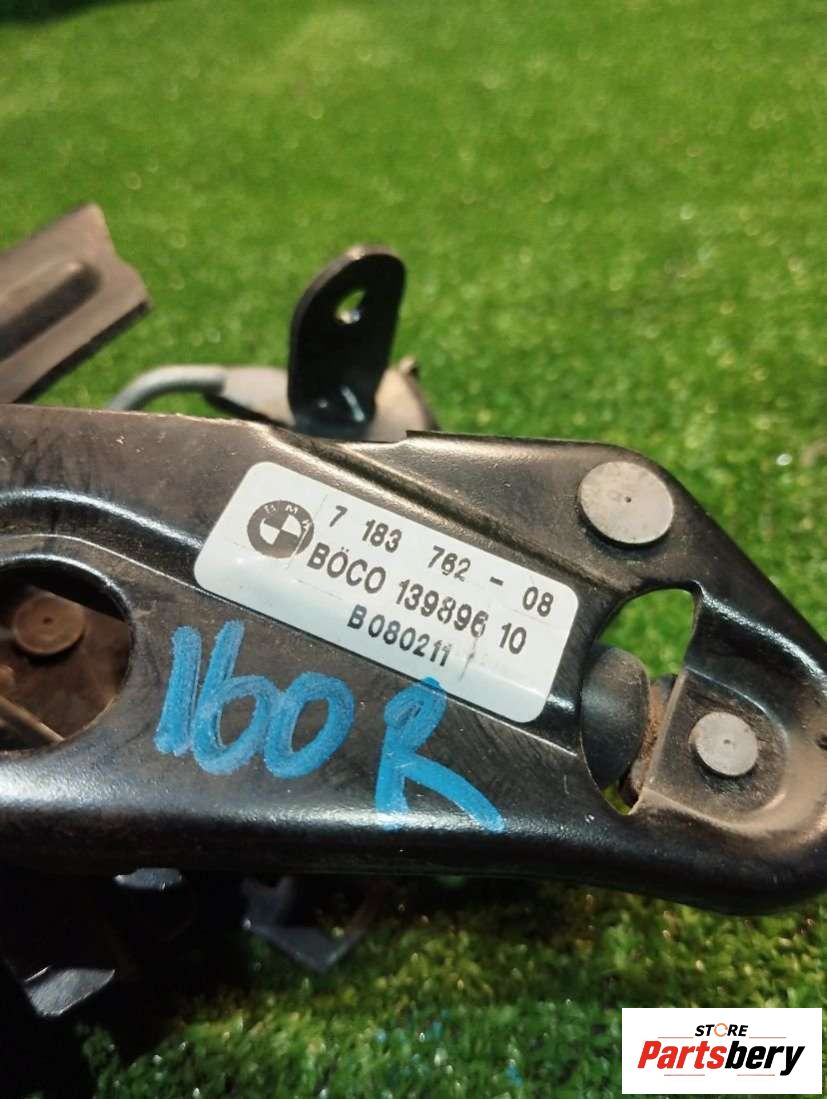 BMW 7 183 762 - 08
BÖCO 139896 10
B080211
160 R
STORE
Partsbery